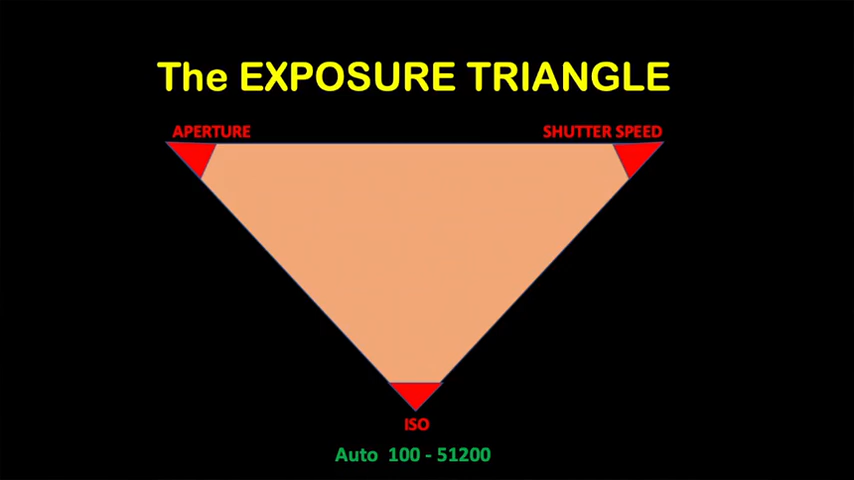 The EXPOSURE TRIANGLE
APERTURE
SHUTTER SPEED
ISO
Auto 100 - 51200